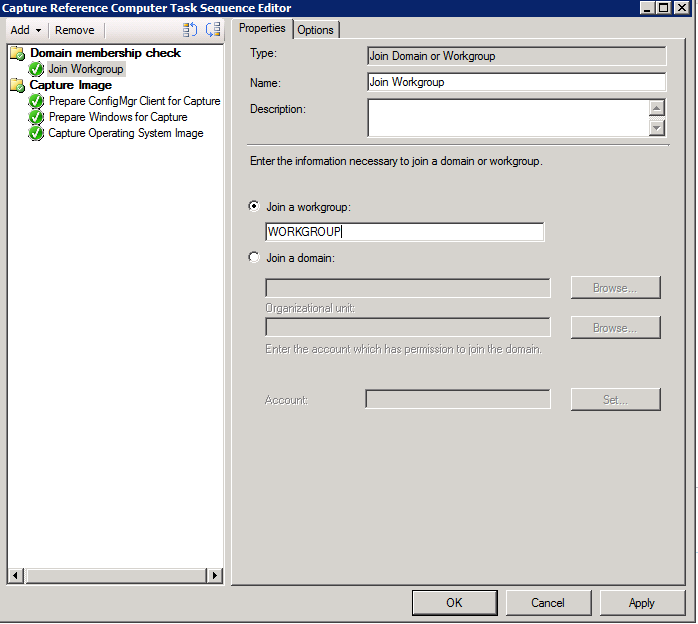 Capture Reference Computer Task Sequence Editor
Add Remove
Domain membership check
Join Workgroup
Capture Image
Prepare ConfigMgr Client for Capture
Prepare Windows for Capture
Capture Operating System Image
Properties Options
Type: Join Domain or Workgroup
Name: Join Workgroup
Description:
Enter the information necessary to join a domain or workgroup.
Join a workgroup:
WORKGROUP
Join a domain:
Browse...
Organizational unit:
Browse...
Enter the account which has permission to join the domain.
Account: Set...
OK Cancel Apply